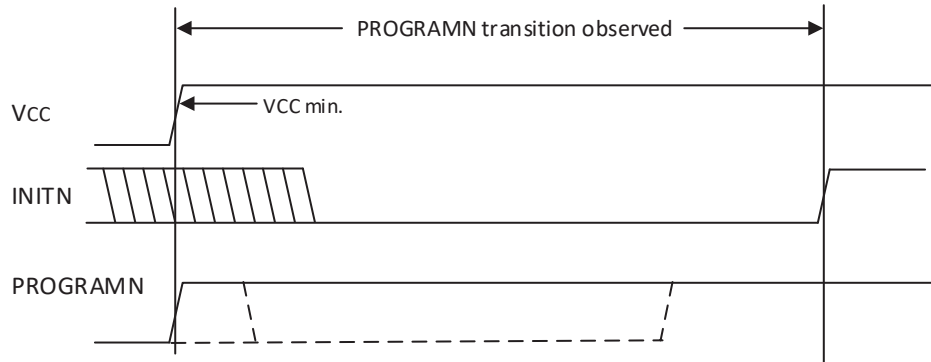 PROGRAMN transition observed
VCC
VCC min.
INITN
PROGRAMN